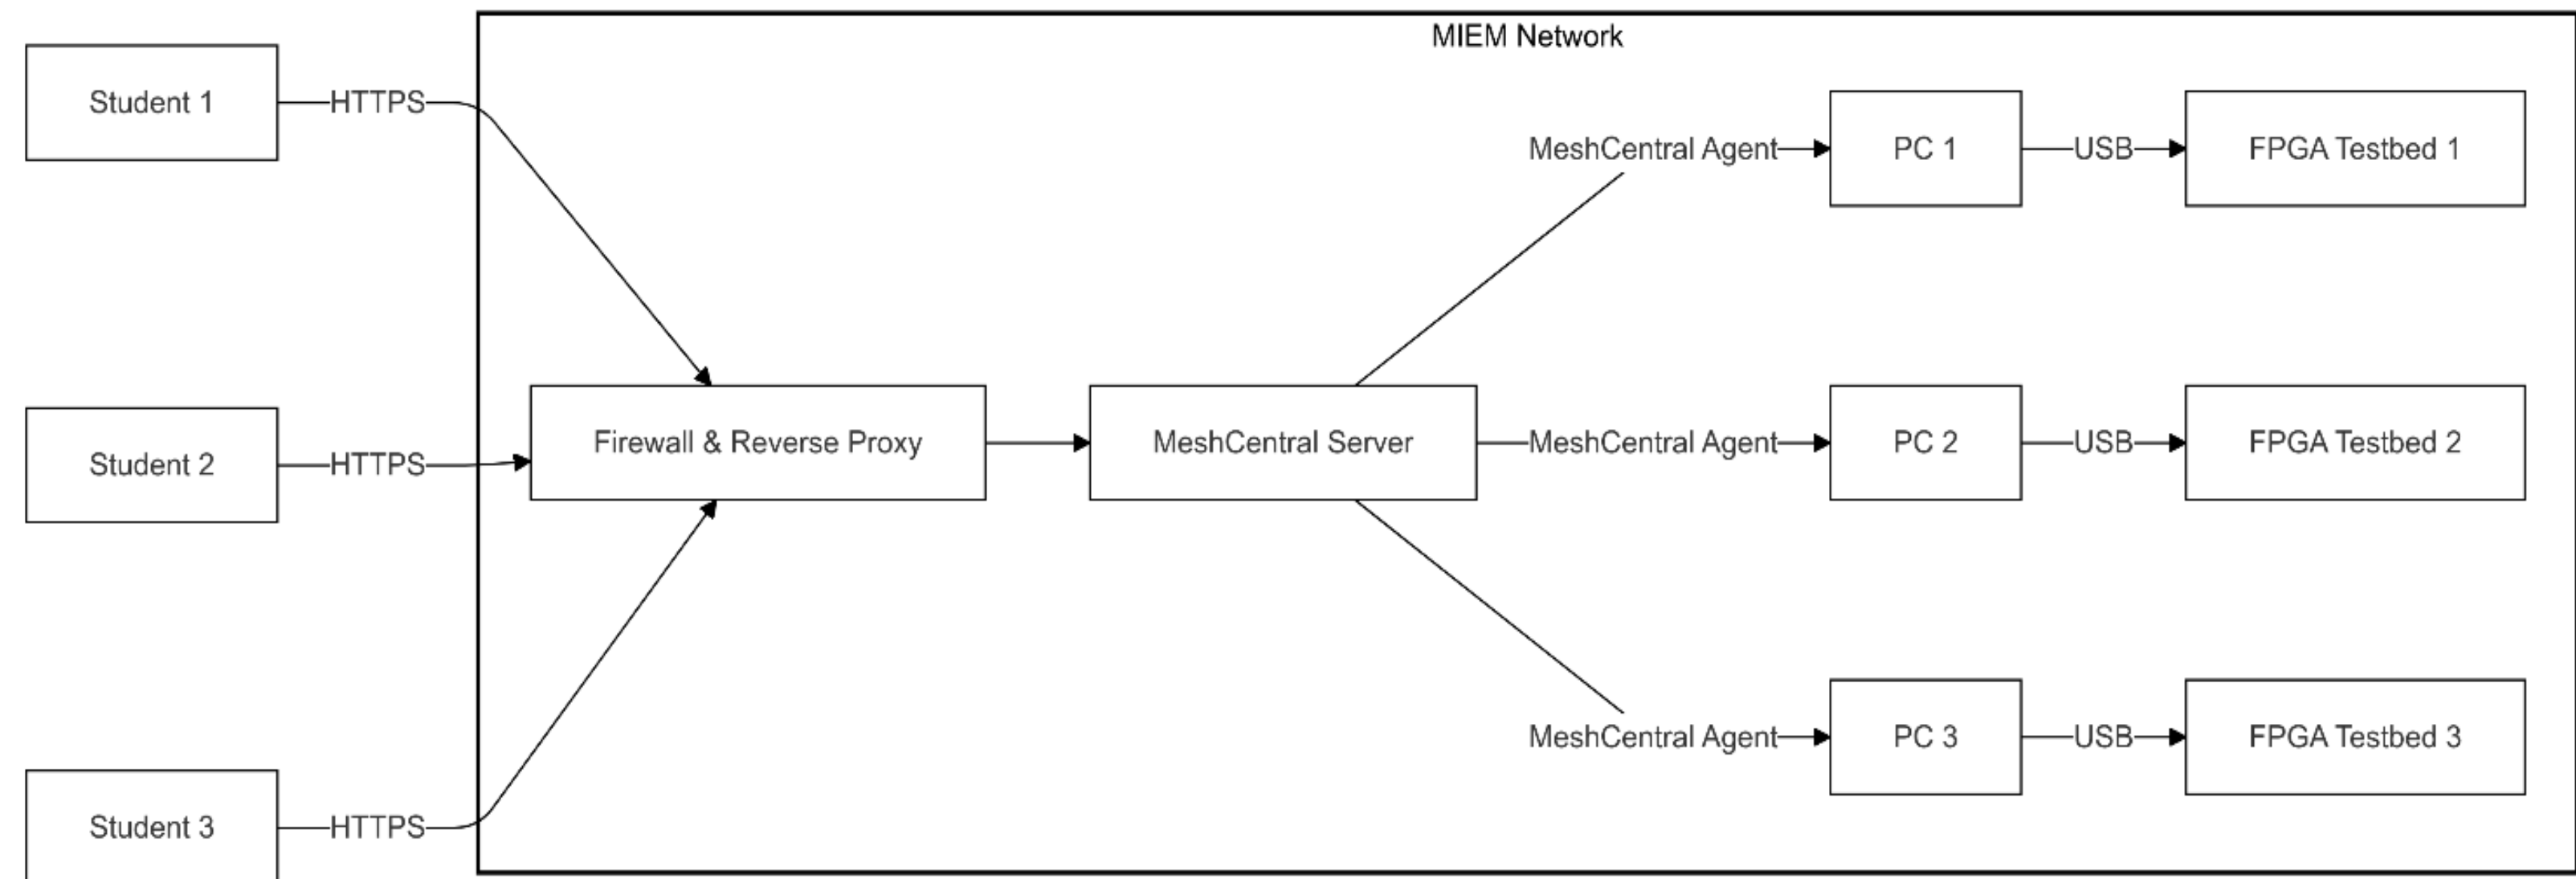 MIEM Network
Student 1
HTTPS
MeshCentral Agent
PC 1
USB
FPGA Testbed 1
Student 2
HTTPS
Firewall & Reverse Proxy
MeshCentral Server
MeshCentral Agent
PC 2
USB
FPGA Testbed 2
Student 3
HTTPS
MeshCentral Agent
PC 3
USB
FPGA Testbed 3